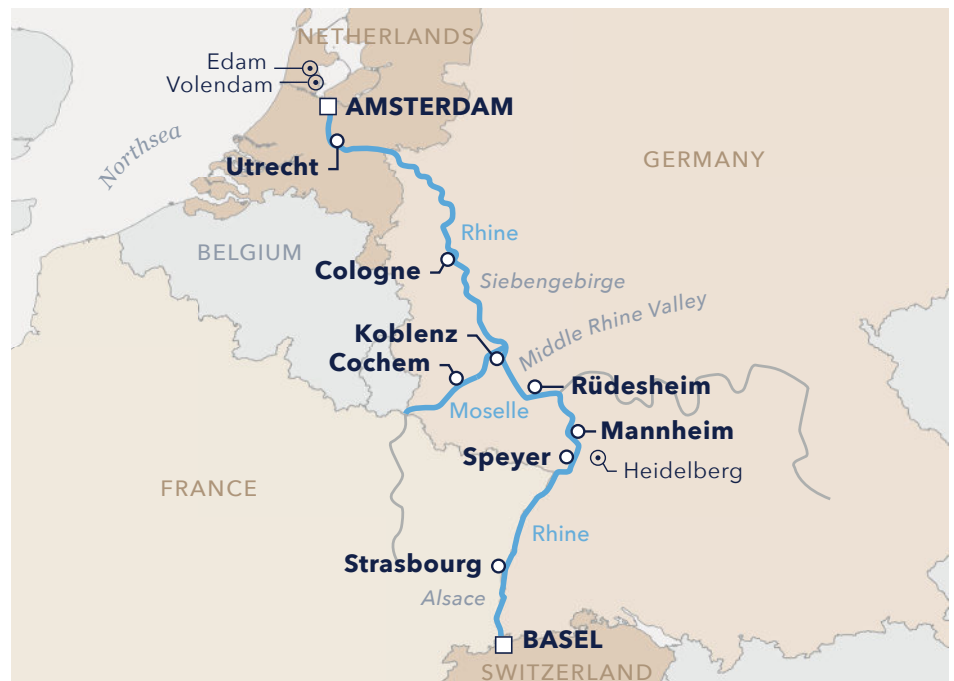 NETHERLANDS
Edam
Volendam
AMSTERDAM
Northsea
Utrecht
GERMANY
Rhine
BELGIUM
Cologne
Siebengebirge
Middle Rhine Valley
Koblenz
Cochem
Rüdesheim
Moselle
Mannheim
Speyer
Heidelberg
FRANCE
Rhine
Strasbourg
Alsace
BASEL
SWITZERLAND